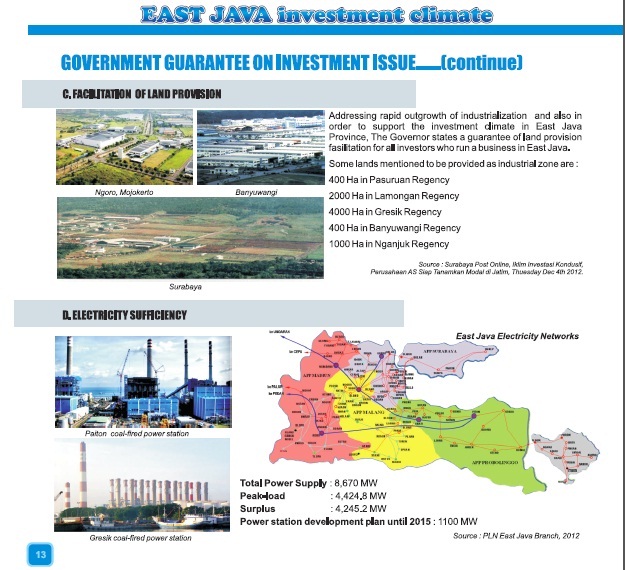 EAST JAVA investment climate
GOVERNMENT GUARANTEE ON INVESTMENT ISSUE......(continue)
C. FACILITATION OF LAND PROVISION
Ngoro, Mojokerto
Banyuwangi
Surabaya
Addressing rapid outgrowth of industrialization and also in
order to support the investment climate in East Java
Province, The Governor states a guarantee of land provision
fasilitation for all investors who run a business in East Java.
Some lands mentioned to be provided as industrial zone are :
400 Ha in Pasuruan Regency
2000 Ha in Lamongan Regency
4000 Ha in Gresik Regency
400 Ha in Banyuwangi Regency
1000 Ha in Nganjuk Regency
Source : Surabaya Post Online, Iklim Investasi Kondusif,
Perusahaan AS Siap Tanamkan Modal di Jatim, Thuesday Dec 4th 2012.
D. ELECTRICITY SUFFICIENCY
Paiton coal-fired power station
Gresik coal-fired power station
East Java Electricity Networks
APP SURABAYA
APP MADIUN
APP MALANG
APP PROBOLINGGO
Total Power Supply : 8,670 MW
Peak-load : 4,424.8 MW
Surplus : 4,245.2 MW
Power station development plan until 2015 : 1100 MW
Source : PLN East Java Branch, 2012
13